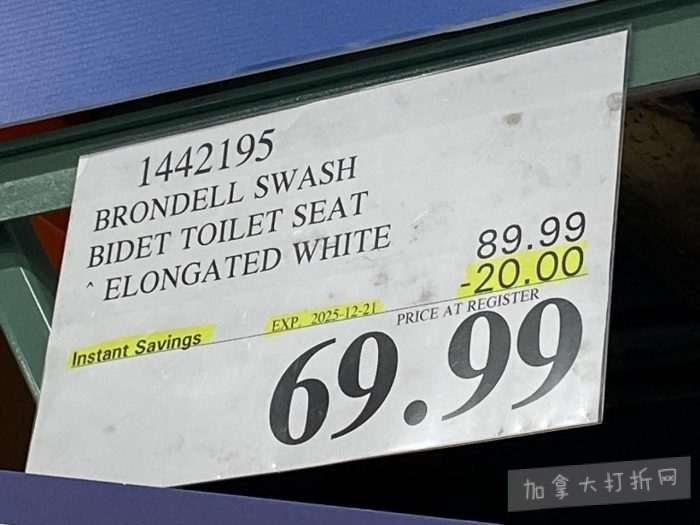 1442195
BRONDELL SWASH
BIDET TOILET SEAT
^ ELONGATED WHITE
89.99
-20.00
Instant Savings
EXP. 2025-12-21
PRICE AT REGISTER
69.99
加拿大打折网